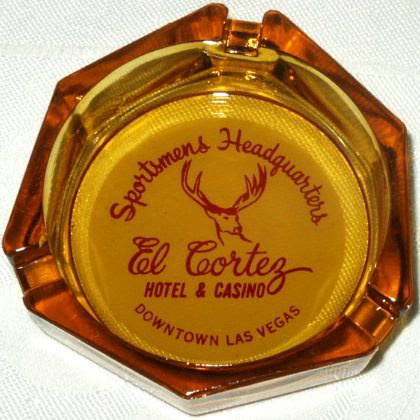 Sportsmens Headquarters
El Cortez
HOTEL & CASINO
DOWNTOWN LAS VEGAS